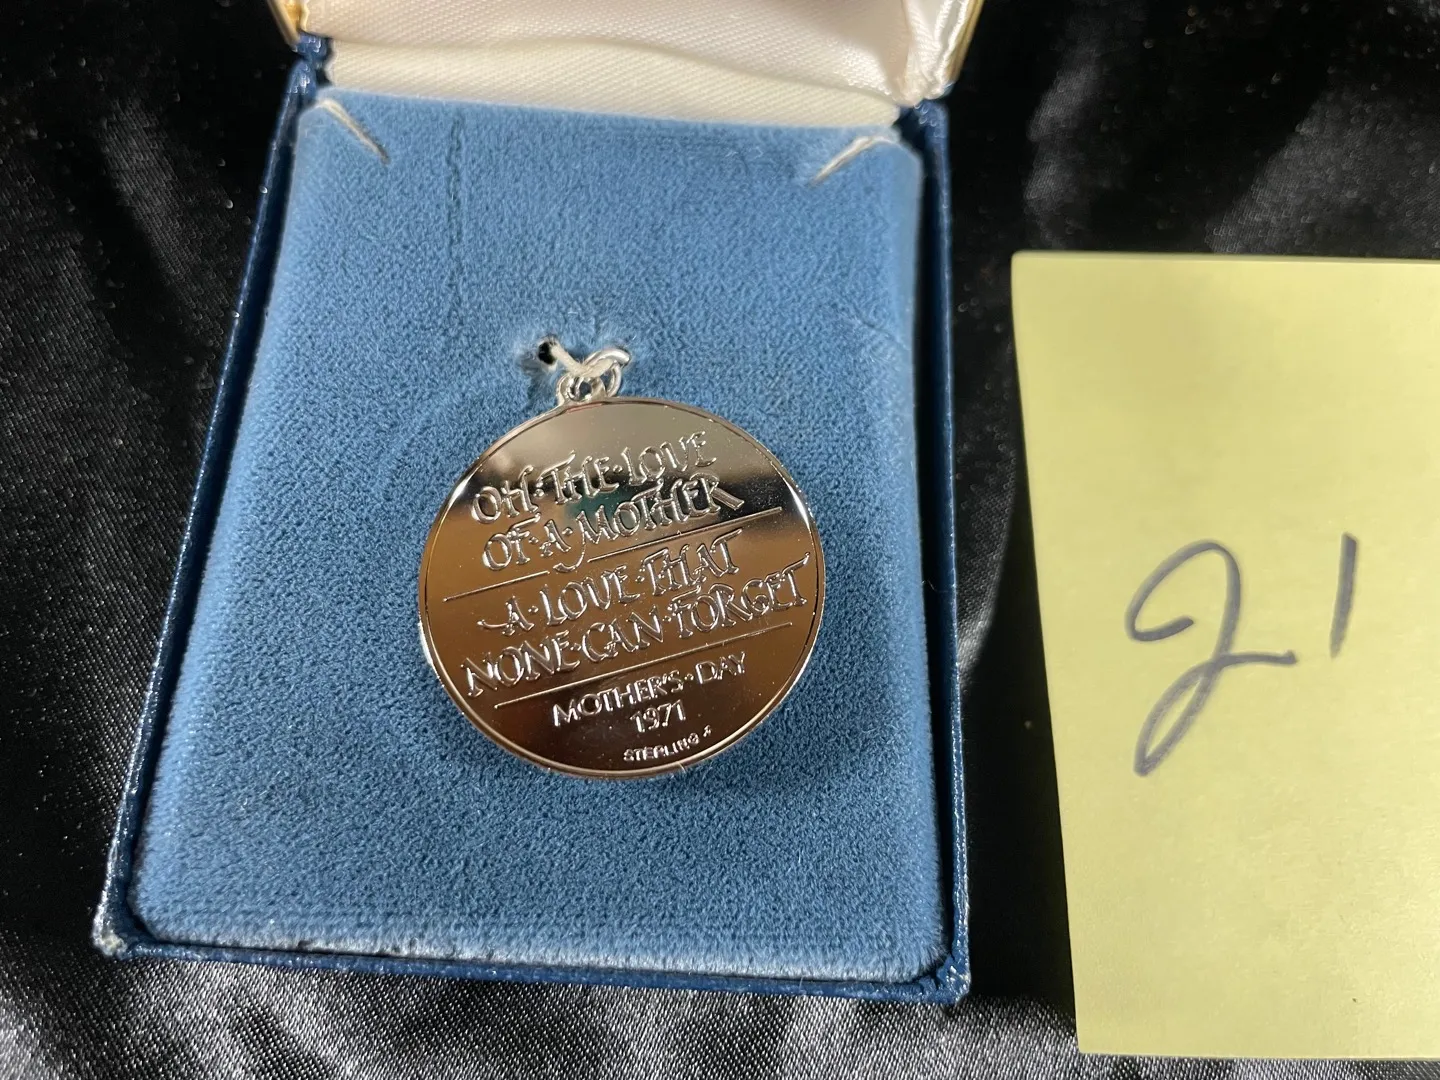 OH·THE·LOVE
OF·A·MOTHER
A·LOVE·THAT
NONE·CAN·FORGET
MOTHER'S·DAY
1971
STERLING
21